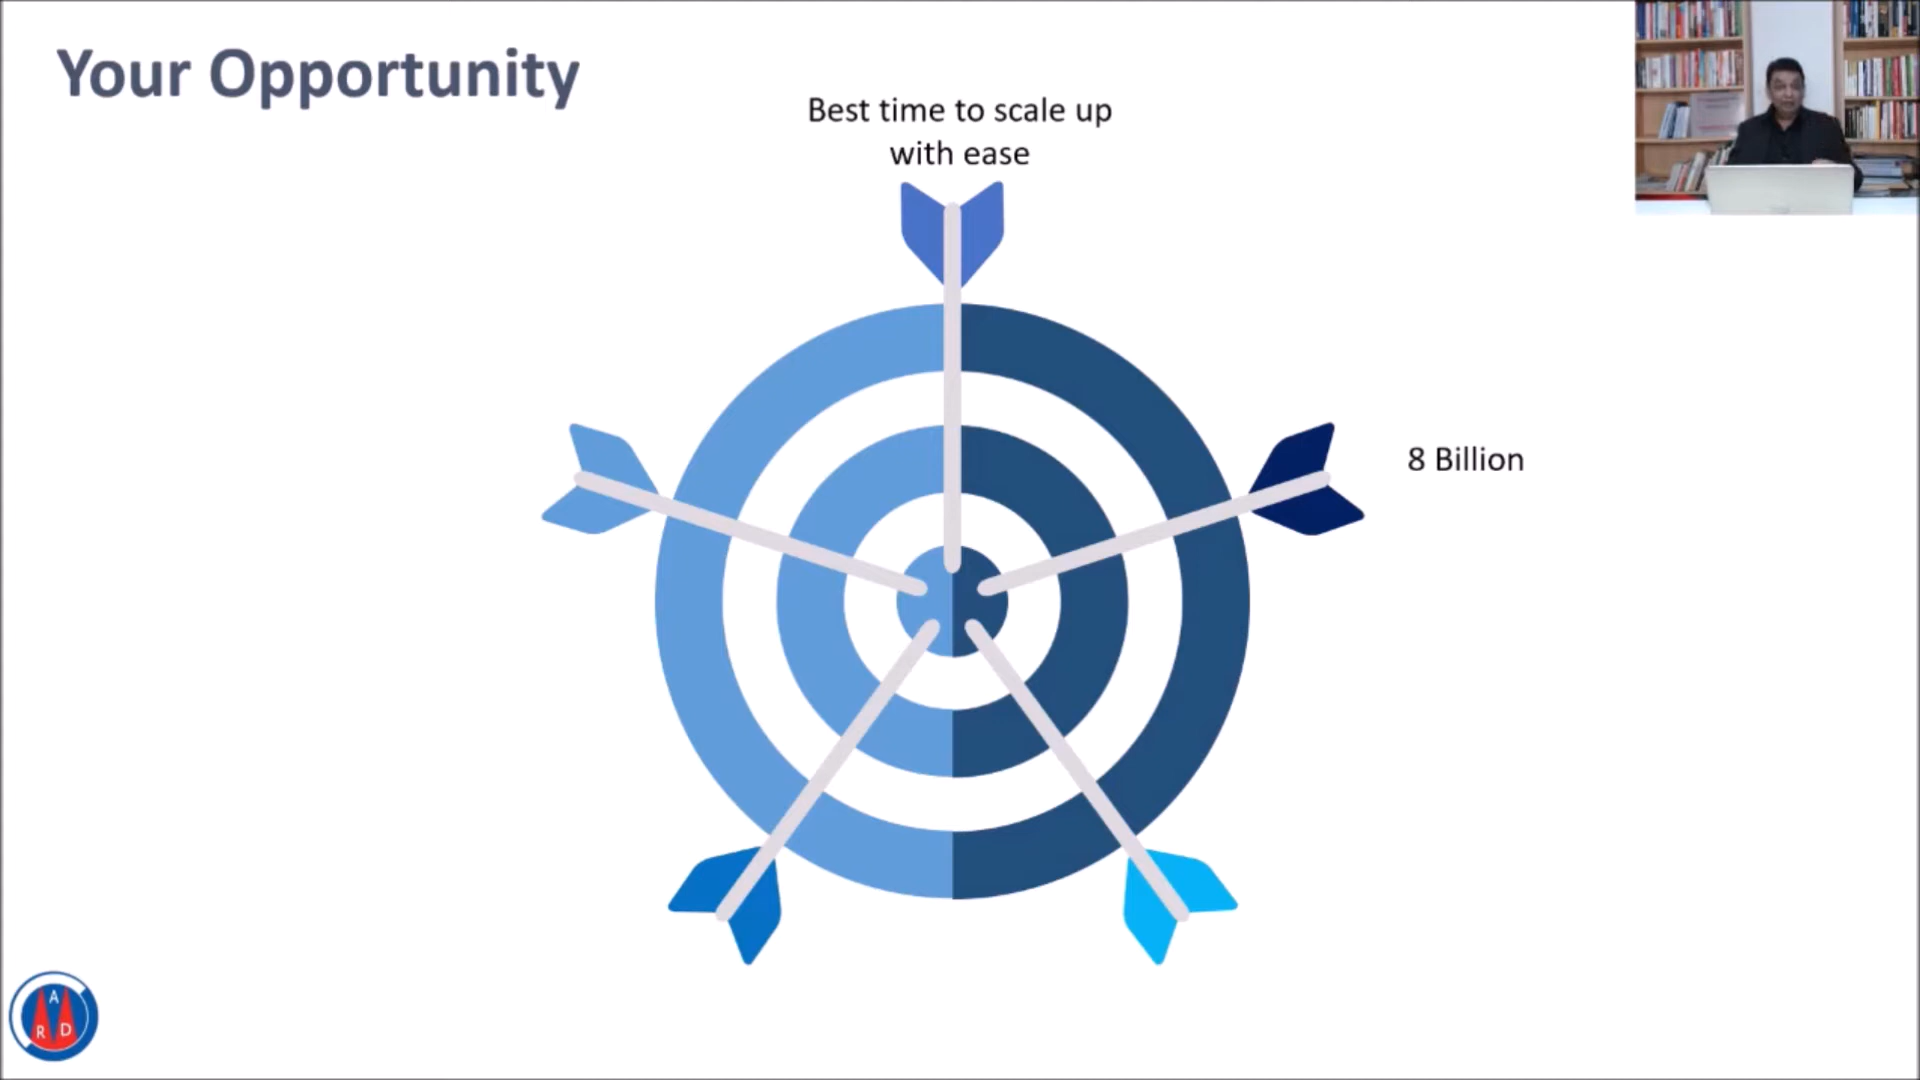 Your Opportunity
Best time to scale up
with ease
8 Billion
A
R D